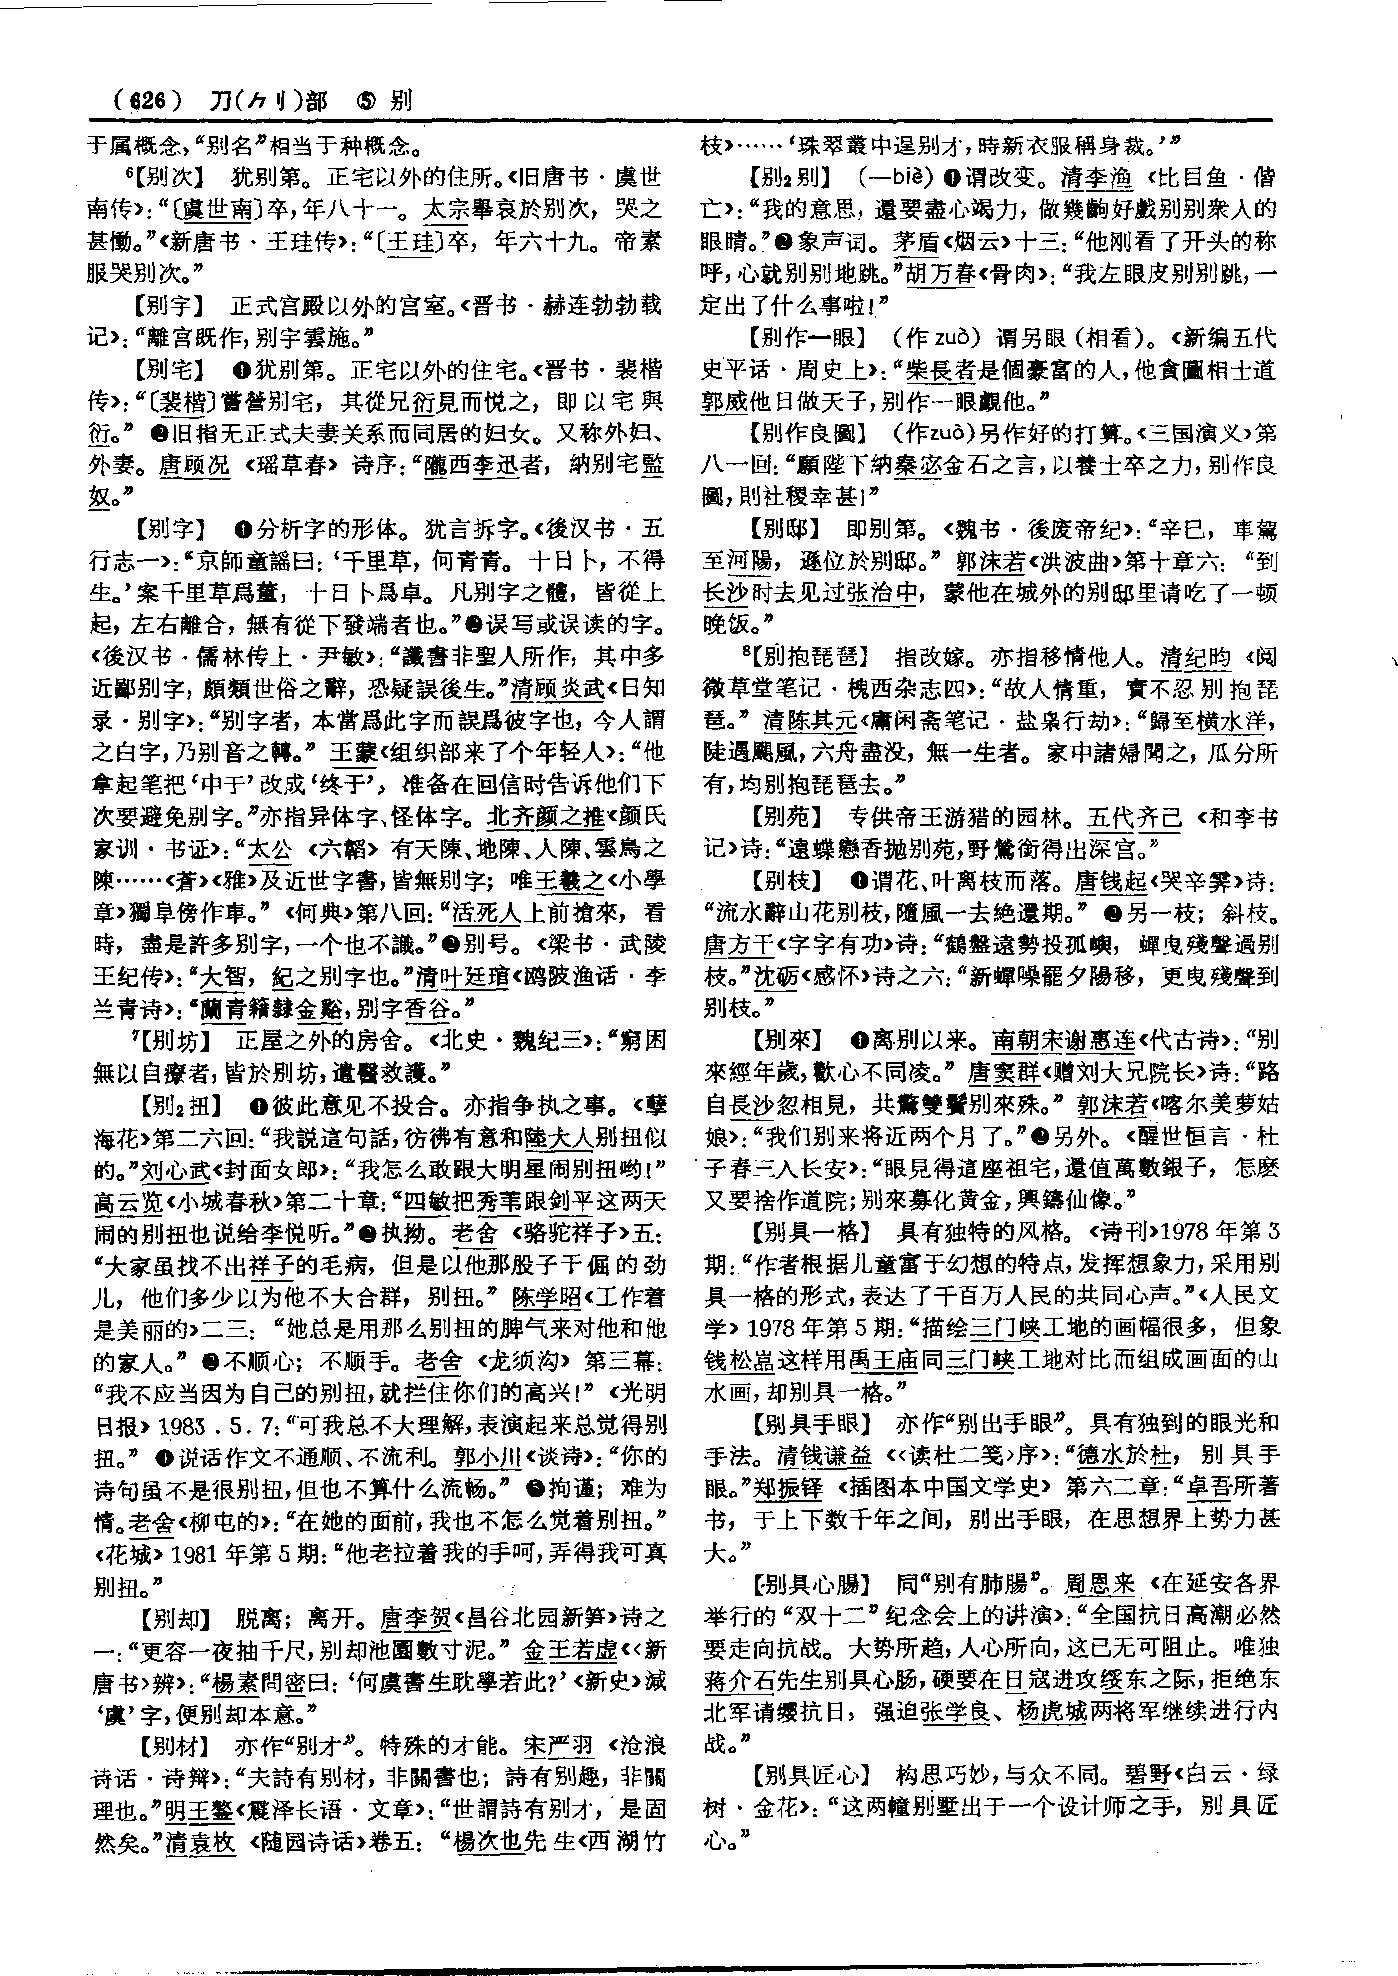 (626) 刀(⺈刂)部 ⑤ 别
于属概念，“别名”相当于种概念。
⁶【别次】 犹别第。正宅以外的住所。《旧唐书·虞世
南传》：“〔虞世南〕卒，年八十一。太宗舉哀於别次，哭之
甚慟。”《新唐书·王珪传》：“〔王珪〕卒，年六十九。帝素
服哭别次。”
【别宇】 正式宫殿以外的宫室。《晋书·赫连勃勃载
记》：“離宫既作，别宇雲施。”
【别宅】 ❶犹别第。正宅以外的住宅。《晋书·裴楷
传》：“〔裴楷〕嘗營别宅，其從兄衍見而悦之，即以宅與
衍。”❷旧指无正式夫妻关系而同居的妇女。又称外妇、
外妻。唐顾况《瑶草春》诗序：“隴西李迅者，納别宅監
奴。”
【别字】 ❶分析字的形体。犹言拆字。《後汉书·五
行志一》：“京師童謡曰：‘千里草，何青青。十日卜，不得
生。’案千里草爲董，十日卜爲卓。凡别字之體，皆從上
起，左右離合，無有從下發端者也。”❷误写或误读的字。
《後汉书·儒林传上·尹敏》：“讖書非聖人所作，其中多
近鄙别字，頗類世俗之辭，恐疑誤後生。”清顾炎武《日知
录·别字》：“别字者，本當爲此字而誤爲彼字也，今人謂
之白字，乃别音之轉。”王蒙《组织部来了个年轻人》：“他
拿起笔把‘中于’改成‘终于’，准备在回信时告诉他们下
次要避免别字。”亦指异体字、怪体字。北齐颜之推《颜氏
家训·书证》：“太公《六韜》有天陳、地陳、人陳、雲鳥之
陳……《蒼》《雅》及近世字書，皆無别字；唯王羲之《小學
章》獨阜傍作車。”《何典》第八回：“活死人上前搶來，看
時，盡是許多别字，一个也不識。”❸别号。《梁书·武陵
王纪传》：“大智，紀之别字也。”清叶廷琯《鸥陂渔话·李
兰青诗》：“蘭青籍隸金谿，别字香谷。”
⁷【别坊】 正屋之外的房舍。《北史·魏纪三》：“窮困
無以自療者，皆於别坊，遣醫救護。”
【别₂扭】 ❶彼此意见不投合。亦指争执之事。《孽
海花》第二六回：“我説這句話，彷彿有意和陸大人别扭似
的。”刘心武《封面女郎》：“我怎么敢跟大明星闹别扭哟！”
高云览《小城春秋》第二十章：“四敏把秀苇跟剑平这两天
闹的别扭也说给李悦听。”❷执拗。老舍《骆驼祥子》五：
“大家虽找不出祥子的毛病，但是以他那股子干倔的劲
儿，他们多少以为他不大合群，别扭。”陈学昭《工作着
是美丽的》二三：“她总是用那么别扭的脾气来对他和他
的家人。”❸不顺心；不顺手。老舍《龙须沟》第三幕：
“我不应当因为自己的别扭，就拦住你们的高兴！”《光明
日报》1983．5．7：“可我总不大理解，表演起来总觉得别
扭。”❹说话作文不通顺、不流利。郭小川《谈诗》：“你的
诗句虽不是很别扭，但也不算什么流畅。”❺拘谨；难为
情。老舍《柳屯的》：“在她的面前，我也不怎么觉着别扭。”
《花城》1981年第5期：“他老拉着我的手呵，弄得我可真
别扭。”
【别却】 脱离；离开。唐李贺《昌谷北园新笋》诗之
一：“更容一夜抽千尺，别却池園數寸泥。”金王若虚《〈新
唐书〉辨》：“楊素問密曰：‘何處書生耽學若此？’《新史》減
‘處’字，便别却本意。”
【别材】 亦作“别才”。特殊的才能。宋严羽《沧浪
诗话·诗辩》：“夫詩有别材，非關書也；詩有别趣，非關
理也。”明王鏊《震泽长语·文章》：“世謂詩有别才，是固
然矣。”清袁枚《随园诗话》卷五：“楊次也先生《西湖竹
枝》……‘珠翠叢中逞别才，時新衣服稱身裁。’”
【别₂别】 (—biè) ❶谓改变。清李渔《比目鱼·偕
亡》：“我的意思，還要盡心竭力，做幾齣好戲别别衆人的
眼睛。”❷象声词。茅盾《烟云》十三：“他刚看了开头的称
呼，心就别别地跳。”胡万春《骨肉》：“我左眼皮别别跳，一
定出了什么事啦！”
【别作一眼】 (作 zuò) 谓另眼(相看)。《新编五代
史平话·周史上》：“柴長者是個豪富的人，他貪圖相士道
郭威他日做天子，别作一眼覷他。”
【别作良圖】 (作zuò)另作好的打算。《三国演义》第
八一回：“願陛下納秦宓金石之言，以養士卒之力，别作良
圖，則社稷幸甚！”
【别邸】 即别第。《魏书·後废帝纪》：“辛巳，車駕
至河陽，遜位於别邸。”郭沫若《洪波曲》第十章六：“到
长沙时去见过张治中，蒙他在城外的别邸里请吃了一顿
晚饭。”
⁸【别抱琵琶】 指改嫁。亦指移情他人。清纪昀《阅
微草堂笔记·槐西杂志四》：“故人情重，實不忍别抱琵
琶。”清陈其元《庸闲斋笔记·盐枭行劫》：“歸至横水洋，
陡遇颶風，六舟盡没，無一生者。家中諸婦聞之，瓜分所
有，均别抱琵琶去。”
【别苑】 专供帝王游猎的园林。五代齐己《和李书
记》诗：“遠蝶戀香抛别苑，野鶯銜得出深宫。”
【别枝】 ❶谓花、叶离枝而落。唐钱起《哭辛霁》诗：
“流水辭山花别枝，隨風一去絶還期。”❷另一枝；斜枝。
唐方干《字字有功》诗：“鶴盤遠勢投孤嶼，蟬曳殘聲過别
枝。”沈砺《感怀》诗之六：“新蟬噪罷夕陽移，更曳殘聲到
别枝。”
【别來】 ❶离别以来。南朝宋谢惠连《代古诗》：“别
來經年歲，歡心不同凌。”唐窦群《赠刘大兄院长》诗：“路
自長沙忽相見，共驚雙鬢别來殊。”郭沫若《喀尔美萝姑
娘》：“我们别来将近两个月了。”❷另外。《醒世恒言·杜
子春三入长安》：“眼見得這座祖宅，還值萬數銀子，怎麽
又要捨作道院；别來募化黄金，興鑄仙像。”
【别具一格】 具有独特的风格。《诗刊》1978年第3
期：“作者根据儿童富于幻想的特点，发挥想象力，采用别
具一格的形式，表达了千百万人民的共同心声。”《人民文
学》1978年第5期：“描绘三门峡工地的画幅很多，但象
钱松嵒这样用禹王庙同三门峡工地对比而组成画面的山
水画，却别具一格。”
【别具手眼】 亦作“别出手眼”。具有独到的眼光和
手法。清钱谦益《〈读杜二笺〉序》：“德水於杜，别具手
眼。”郑振铎《插图本中国文学史》第六二章：“卓吾所著
书，于上下数千年之间，别出手眼，在思想界上势力甚
大。”
【别具心腸】 同“别有肺腸”。周恩来《在延安各界
举行的“双十二”纪念会上的讲演》：“全国抗日高潮必然
要走向抗战。大势所趋，人心所向，这已无可阻止。唯独
蒋介石先生别具心肠，硬要在日寇进攻绥东之际，拒绝东
北军请缨抗日，强迫张学良、杨虎城两将军继续进行内
战。”
【别具匠心】 构思巧妙，与众不同。碧野《白云·绿
树·金花》：“这两幢别墅出于一个设计师之手，别具匠
心。”